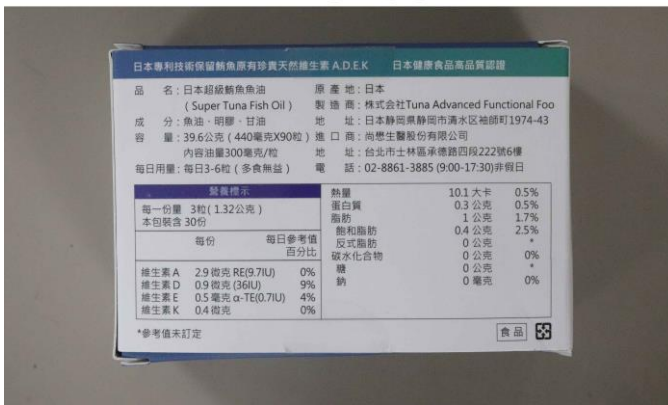 日本專利技術保留鮪魚原有珍貴天然維生素 A.D.E.K 日本健康食品高品質認證
品 名：日本超級鮪魚魚油 原 產 地：日本
(Super Tuna Fish Oil) 製 造 商：株式会社Tuna Advanced Functional Foo
成 分：魚油、明膠、甘油 地 址：日本静岡県静岡市清水区袖師町1974-43
容 量：39.6公克（440毫克X90粒） 進 口 商：尚懋生醫股份有限公司
內容油量300毫克/粒 地 址：台北市士林區承德路四段222號6樓
每日用量：每日3-6粒（多食無益） 電 話：02-8861-3885 (9:00-17:30)非假日
營養標示
每一份量 3粒(1.32公克)
本包裝含 30份
每份 每日參考值
百分比
維生素 A 2.9 微克 RE(9.7IU) 0%
維生素 D 0.9 微克 (36IU) 9%
維生素 E 0.5 毫克 α-TE(0.7IU) 4%
維生素 K 0.4 微克 0%
熱量 10.1 大卡 0.5%
蛋白質 0.3 公克 0.5%
脂肪 1 公克 1.7%
飽和脂肪 0.4 公克 2.5%
反式脂肪 0 公克 *
碳水化合物 0 公克 0%
糖 0 公克 *
鈉 0 毫克 0%
*參考值未訂定
食品